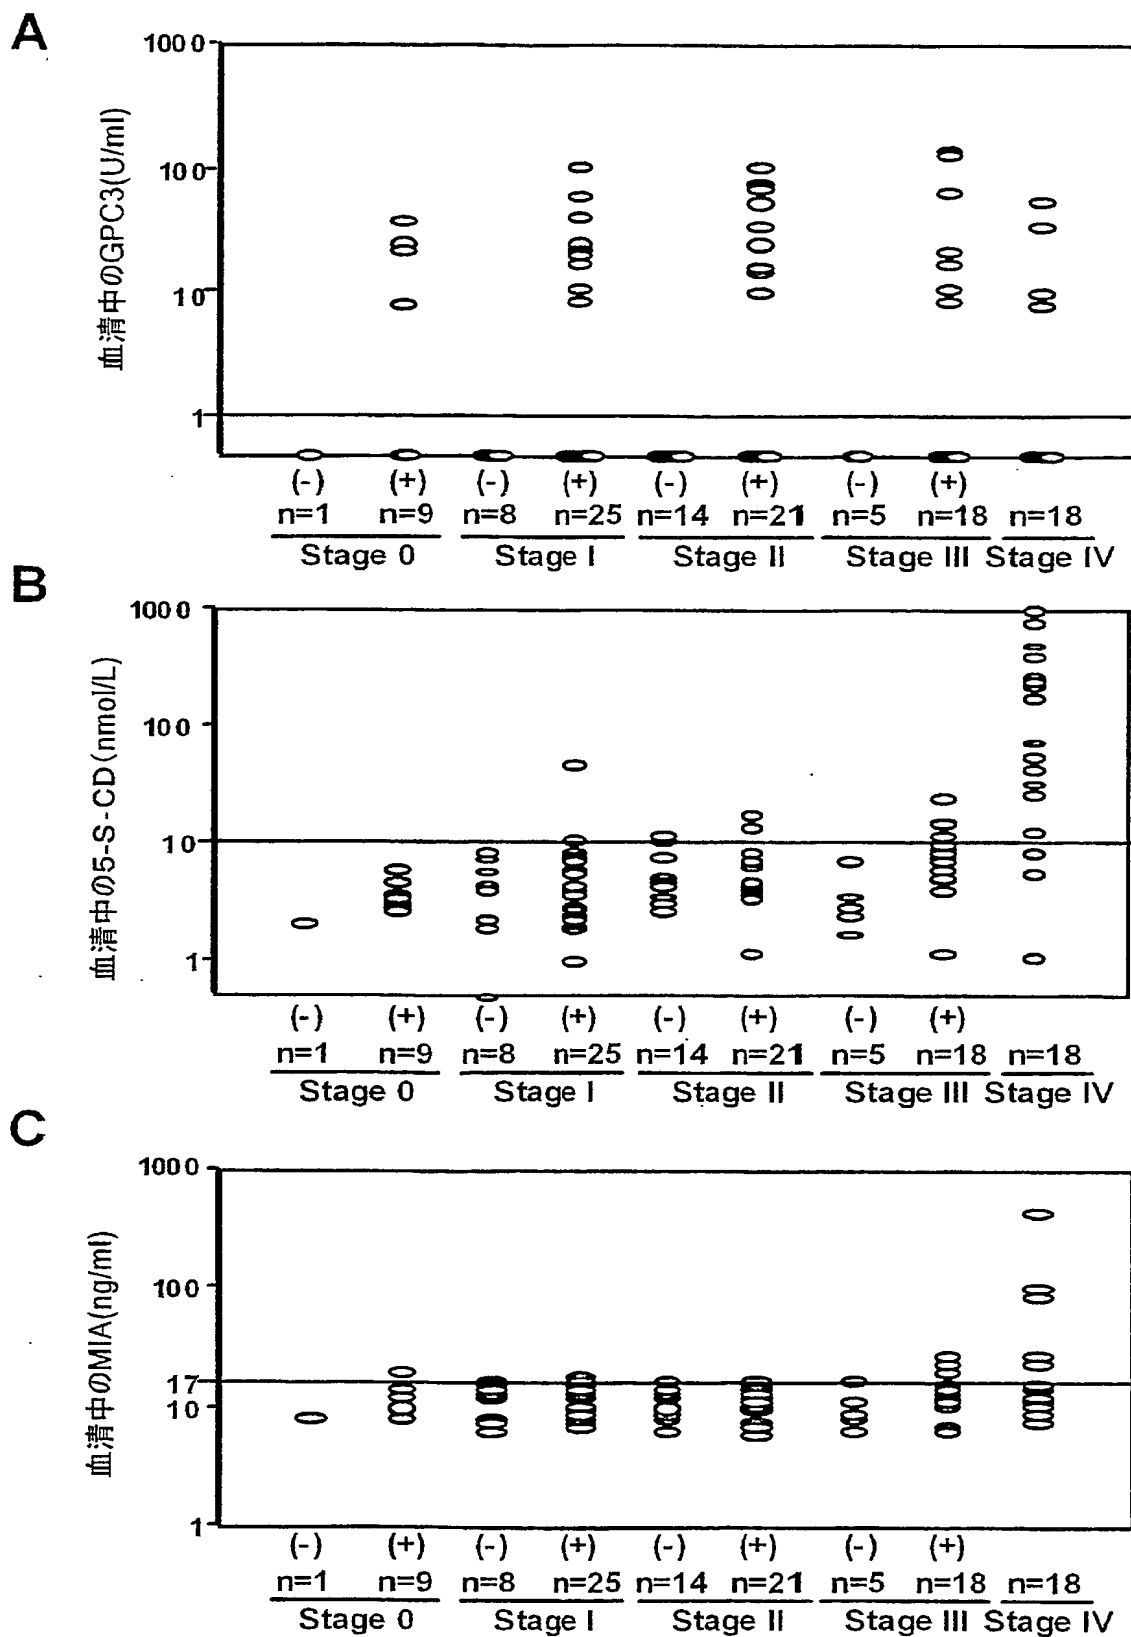 A
1000
100
10
1
血清中のGPC3(U/ml)
(-) (+) (-) (+) (-) (+) (-) (+)
n=1 n=9 n=8 n=25 n=14 n=21 n=5 n=18 n=18
Stage 0 Stage I Stage II Stage III Stage IV
B
1000
100
10
1
血清中の5-S-CD(nmol/L)
(-) (+) (-) (+) (-) (+) (-) (+)
n=1 n=9 n=8 n=25 n=14 n=21 n=5 n=18 n=18
Stage 0 Stage I Stage II Stage III Stage IV
C
1000
100
17
10
1
血清中のMIA(ng/ml)
(-) (+) (-) (+) (-) (+) (-) (+)
n=1 n=9 n=8 n=25 n=14 n=21 n=5 n=18 n=18
Stage 0 Stage I Stage II Stage III Stage IV